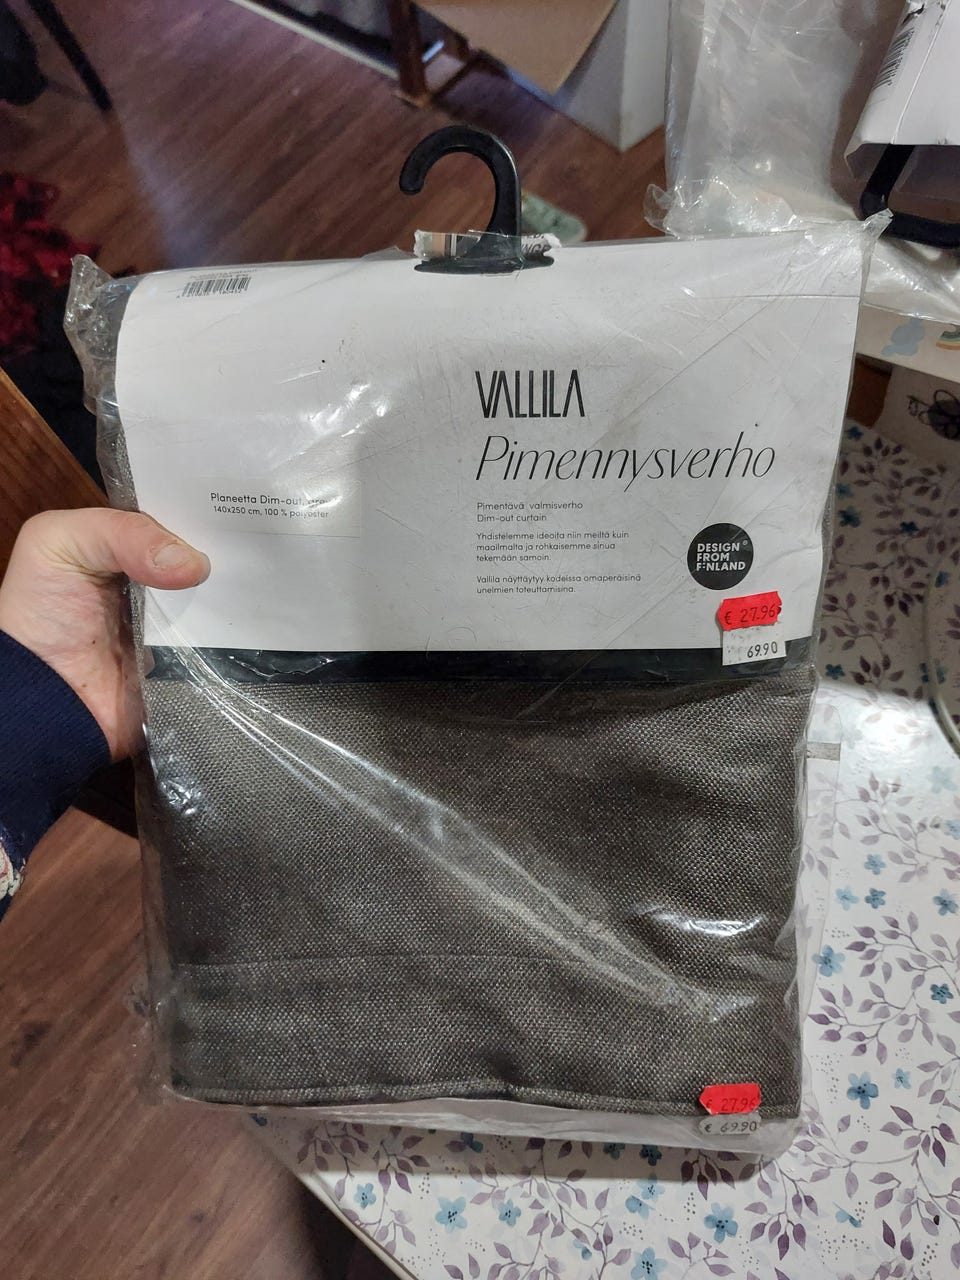 VALLILA
Pimennysverho
Planeetta Dim-out, grey
140x250 cm, 100 % polyester
Pimentävä valmisverho
Dim-out curtain
Yhdistelemme ideoita niin meiltä kuin
maailmalta ja rohkaisemme sinua
tekemään samoin.
Vallila näyttäytyy kodeissa omaperäisinä
unelmien toteuttamisina.
DESIGN
FROM
FINLAND
€ 27.96
69.90
€ 27.96
€ 69.90